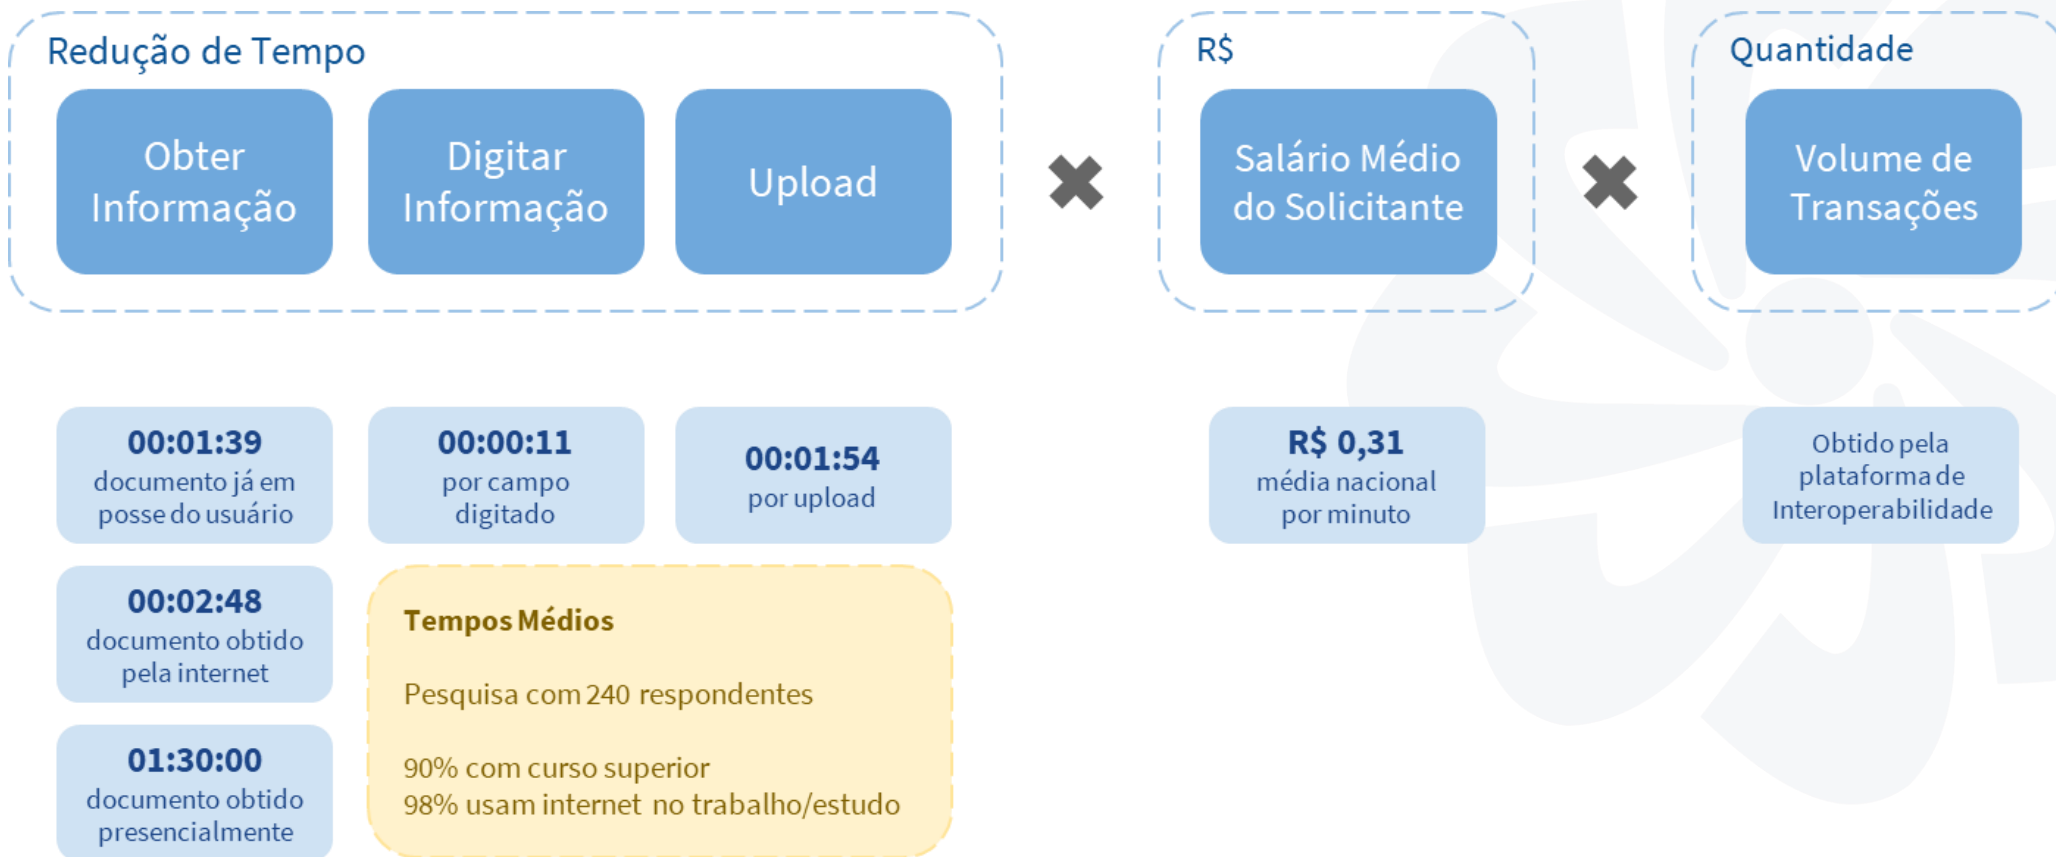 Redução de Tempo
Obter
Informação
Digitar
Informação
Upload
R$
Salário Médio
do Solicitante
Quantidade
Volume de
Transações
00:01:39
documento já em
posse do usuário
00:00:11
por campo
digitado
00:01:54
por upload
R$ 0,31
média nacional
por minuto
Obtido pela
plataforma de
Interoperabilidade
00:02:48
documento obtido
pela internet
01:30:00
documento obtido
presencialmente
Tempos Médios
Pesquisa com 240 respondentes
90% com curso superior
98% usam internet no trabalho/estudo